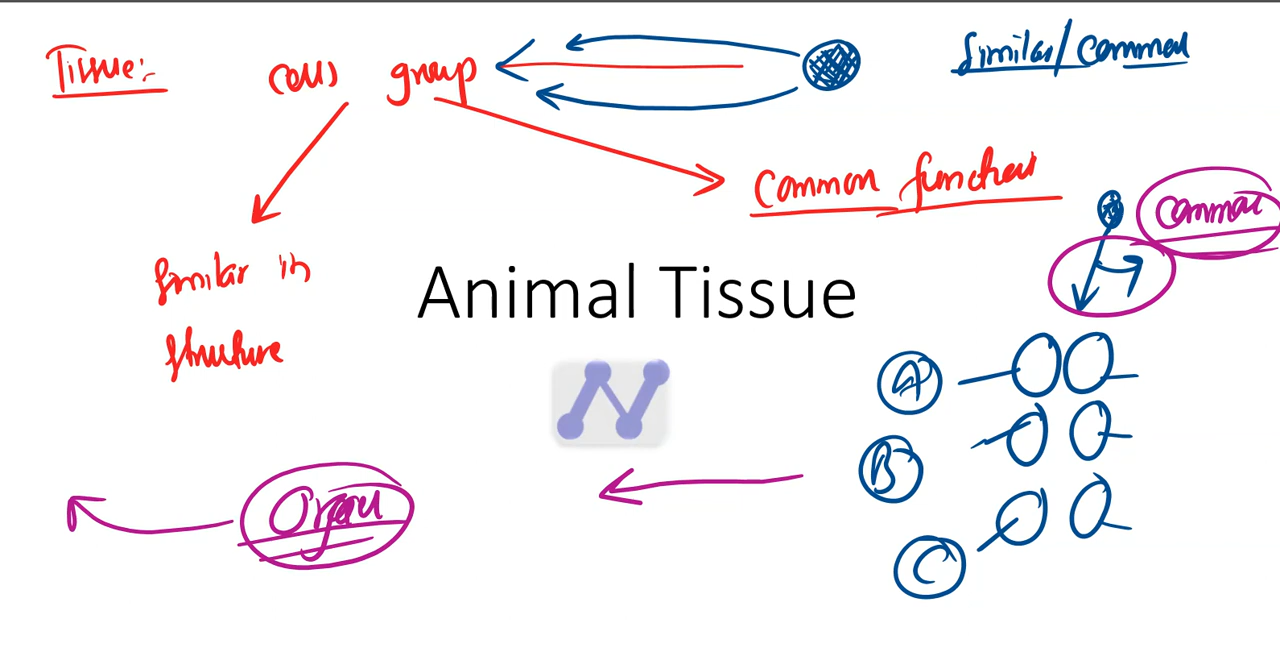 Tissue:-
cells group
Similar/Common
Common function
Common
Similar in
structure
Animal Tissue
A
B
C
Organ
N